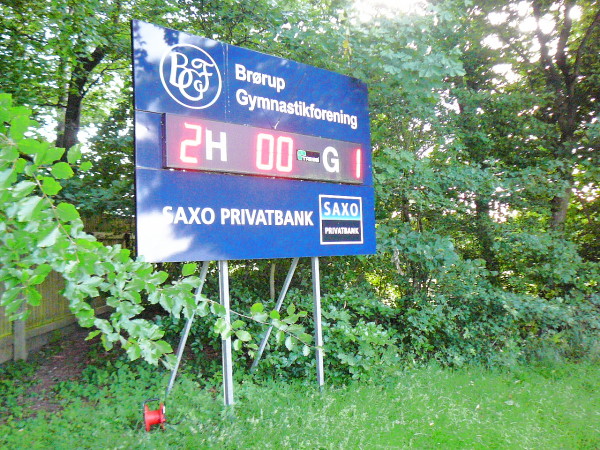 BGF
Brørup
Gymnastikforening
2H 00 G 1
SAXO PRIVATBANK
SAXO
PRIVATBANK